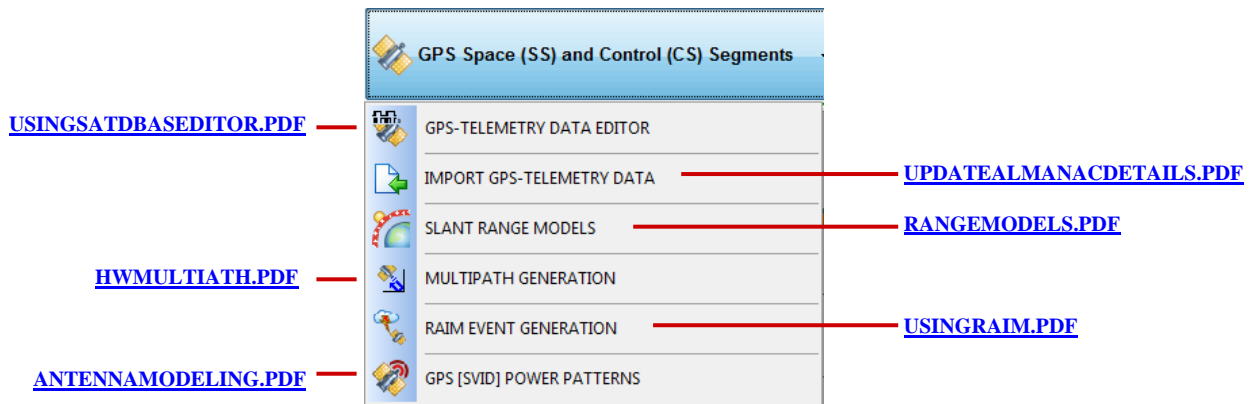 GPS Space (SS) and Control (CS) Segments
USINGSATDBASEDITOR.PDF
GPS-TELEMETRY DATA EDITOR
IMPORT GPS-TELEMETRY DATA
UPDATEALMANACDETAILS.PDF
SLANT RANGE MODELS
RANGEMODELS.PDF
HWMULTIATH.PDF
MULTIPATH GENERATION
RAIM EVENT GENERATION
USINGRAIM.PDF
ANTENNAMODELING.PDF
GPS [SVID] POWER PATTERNS